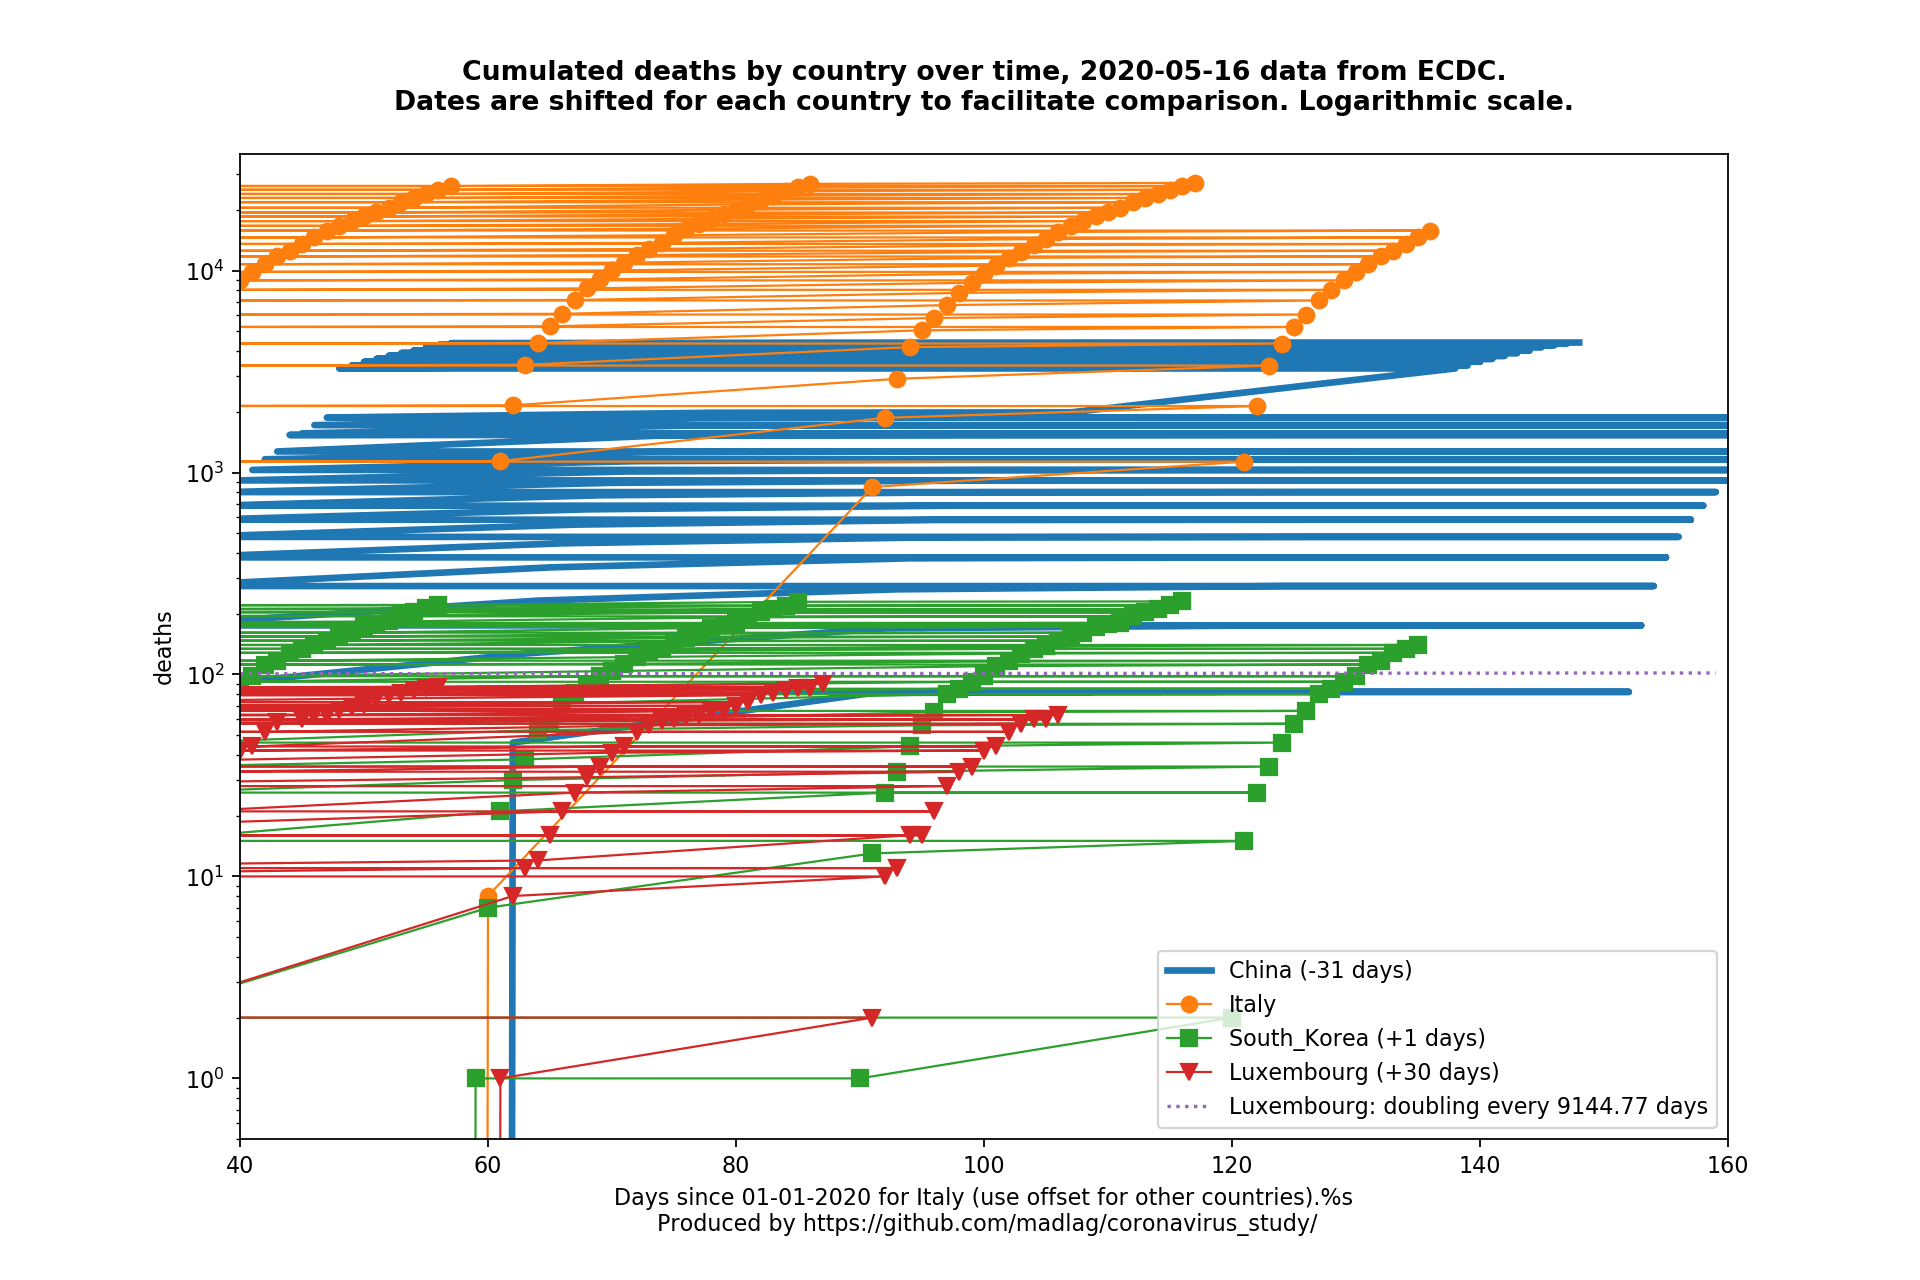 Cumulated deaths by country over time, 2020-05-16 data from ECDC.
Dates are shifted for each country to facilitate comparison. Logarithmic scale.
deaths
10⁴
10³
10²
10¹
10⁰
China (-31 days)
Italy
South_Korea (+1 days)
Luxembourg (+30 days)
Luxembourg: doubling every 9144.77 days
40 60 80 100 120 140 160
Days since 01-01-2020 for Italy (use offset for other countries).%s
Produced by https://github.com/madlag/coronavirus_study/